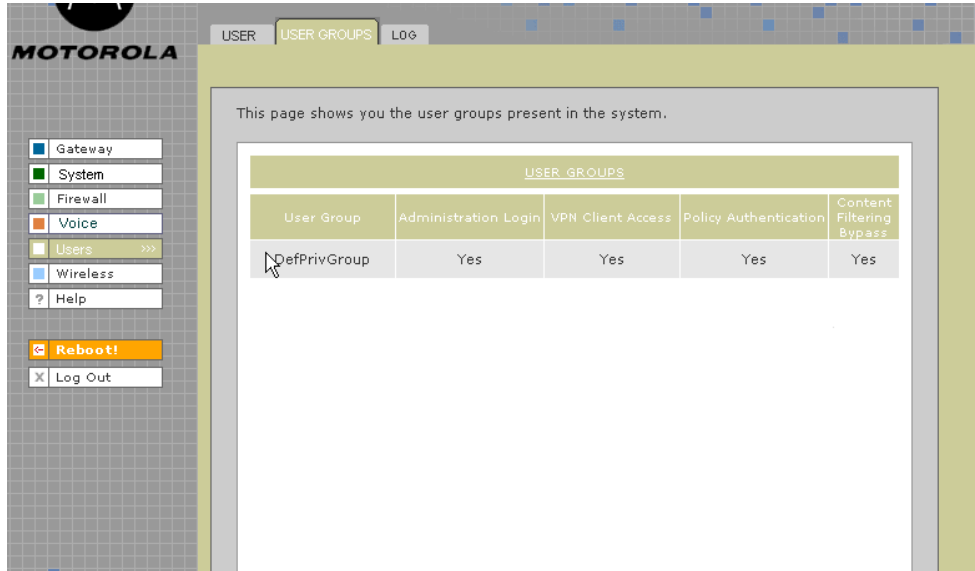 MOTOROLA
USER
USER GROUPS
LOG
This page shows you the user groups present in the system.
Gateway
System
Firewall
Voice
Users >>>
Wireless
? Help
Reboot!
X Log Out
USER GROUPS
User Group
Administration Login
VPN Client Access
Policy Authentication
Content
Filtering
Bypass
DefPrivGroup
Yes
Yes
Yes
Yes